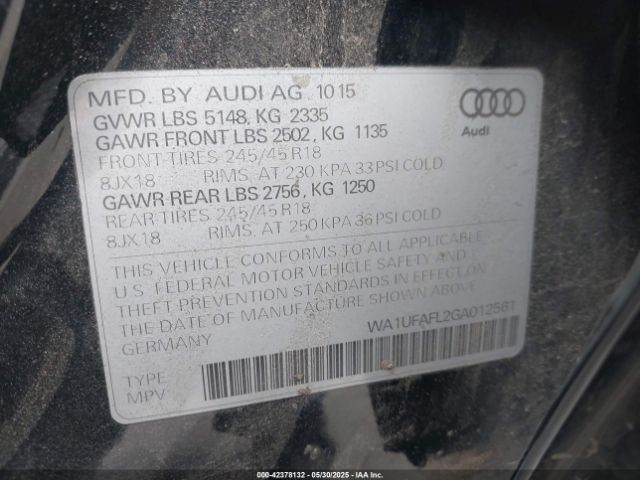 MFD. BY AUDI AG 1015
GVWR LBS 5148, KG 2335
GAWR FRONT LBS 2502, KG 1135
FRONT TIRES 245/45 R18
8JX18 RIMS, AT 230 KPA 33 PSI COLD
GAWR REAR LBS 2756, KG 1250
REAR TIRES 245/45 R18
8JX18 RIMS, AT 250 KPA 36 PSI COLD
Audi
THIS VEHICLE CONFORMS TO ALL APPLICABLE
U.S. FEDERAL MOTOR VEHICLE SAFETY AND
THEFT PREVENTION STANDARDS IN EFFECT ON
THE DATE OF MANUFACTURE SHOWN ABOVE.
GERMANY
WA1UFAFL2GA012561
TYPE
MPV
000-42378132 - 05/30/2025 - IAA Inc.